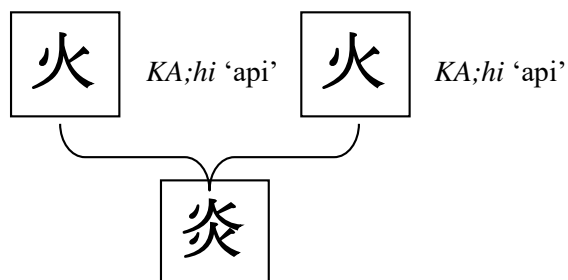 火 KA;hi ‘api’ 火 KA;hi ‘api’
炎